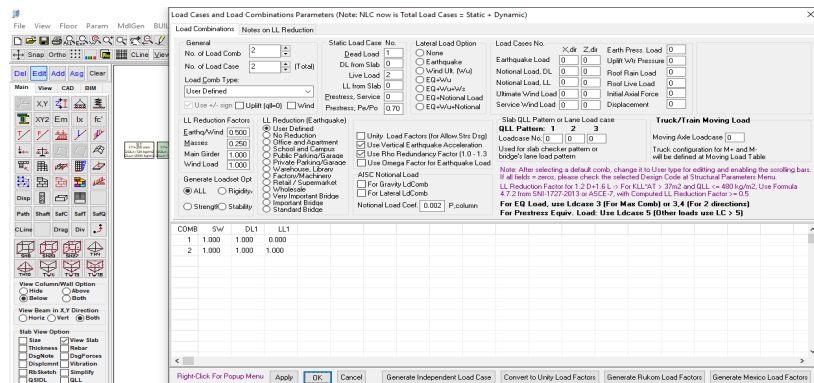 Load Cases and Load Combinations Parameters (Note: NLC now is Total Load Cases = Static + Dynamic)
File View Floor Param MdlGen BUIL
Load Combinations Notes on LL Reduction
Snap Ortho CLine View
General
No. of Load Comb 2
No. of Load Case 2 (Total)
Load Comb Type:
User Defined
Use +/- sign Uplift (qll=0) Wind
Static Load Case No.
Dead Load 1
DL from Slab 0
Live Load 2
LL from Slab 0
Prestress, Service 0
Prestress, Pe/Po 0.70
Lateral Load Option
None
Earthquake
Wind Ult. (Wu)
EQ+Wu
EQ+Wu+Ws
EQ+Notional Load
EQ+Wu+Notional
Load Cases No. X,dir Z,dir
Earthquake Load 0 0
Notional Load, DL 0 0
Notional Load, LL 0 0
Ultimate Wind Load 0 0
Service Wind Load 0 0
Earth Press. Load 0
Uplift Wtr Pressure 0
Roof Rain Load 0
Roof Live Load 0
Initial Axial Force 0
Displacement 0
Del Edit Add Asg Clear
Main View CAD BIM
X,Y
XY2 Em Ix fc'
Disp
Path Shaft SafC SafT SafQ
CLine Drag Div
View Column/Wall Option
Hide Above
Below Both
View Beam in X,Y Direction
Horiz Vert Both
Slab View Option
Size View Slab
Thickness Rebar
DsgNote DsgForces
Displcmnt Vibration
RbSketch Simplify
QSIDL QLL
LL Reduction Factors
Earthq/Wind 0.500
Masses 0.250
Main Girder 1.000
Wind Load 1.000
Generate Loadset Opt
ALL Rigidity
Strength Stability
LL Reduction (Earthquake)
User Defined
No Reduction
Office and Apartment
School and Campus
Public Parking/Garage
Private Parking/Garage
Warehouse, Library
Factory/Machinery
Retail / Supermarket
Wholesale
Very Important Bridge
Important Bridge
Standard Bridge
Unity Load Factors (for Allow.Strs Dsg)
Use Vertical Earthquake Acceleration
Use Rho Redundancy Factor (1.0 - 1.3
Use Omega Factor for Earthquake Load
AISC Notional Load
For Gravity LdComb
For Lateral LdComb
Notional Load Coef. 0.002 P,column
Slab QLL Pattern or Lane Load case
QLL Pattern: 1 2 3
Loadcase No. 0 0 0
Used for slab checker pattern or
bridge's lane load pattern
Truck/Train Moving Load
Moving Axle Loadcase 0
Truck configuration for M+ and M-
will be defined at Moving Load Table
Note: After selecting a default comb, change it to User type for editing and enabling the scrolling bars.
If all fields = zeros, please check the selected Design Code at Structural Parameters Menu.
LL Reduction Factor for 1.2 D+1.6 L -> For KLL*AT > 37m2 and QLL <= 480 kg/m2, Use Formula
4.7.2 from SNI-1727-2013 or ASCE-7, with Computed LL Reduction Factor >= 0.5
For EQ Load, use Ldcase 3 (For Max Comb) or 3,4 (For 2 directions)
For Prestress Equiv. Load: Use Ldcase 5 (Other loads use LC > 5)
COMB SW DL1 LL1
1 1.000 1.000 0.000
2 1.000 1.000 1.000
Right-Click For Popup Menu Apply OK Cancel Generate Independent Load Case Convert to Unity Load Factors Generate Rukom Load Factors Generate Mexico Load Factors